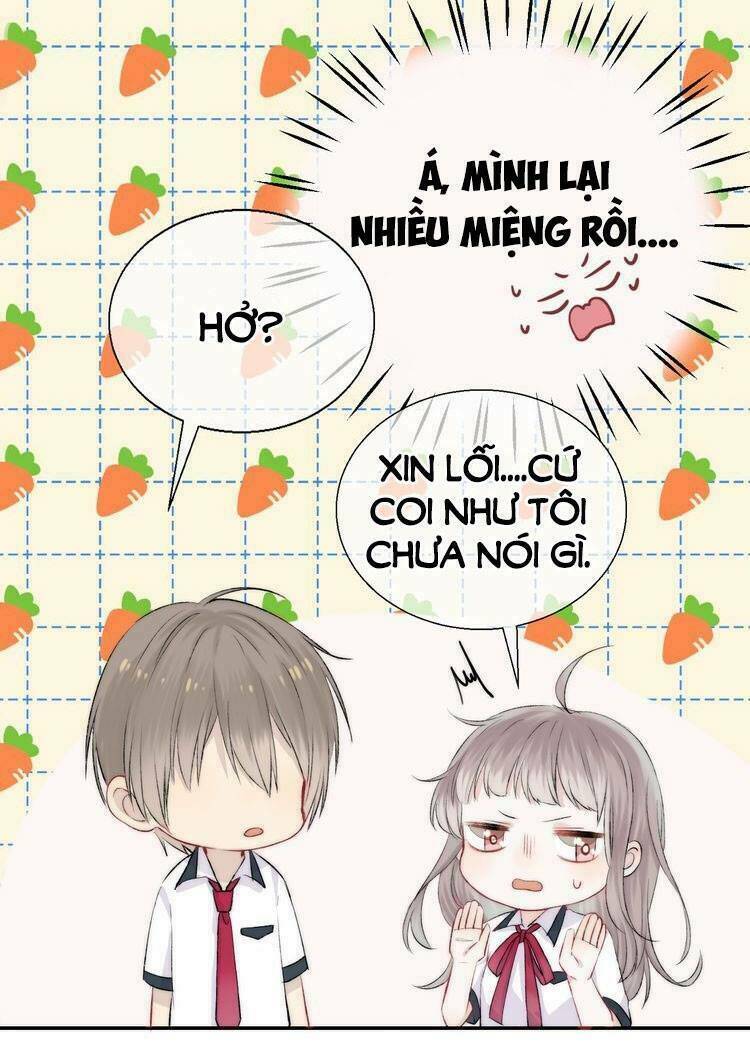 Á, MÌNH LẠI
NHIỀU MIỆNG RỒI....
HỞ?
XIN LỖI....CỨ
COI NHƯ TÔI
CHƯA NÓI GÌ.